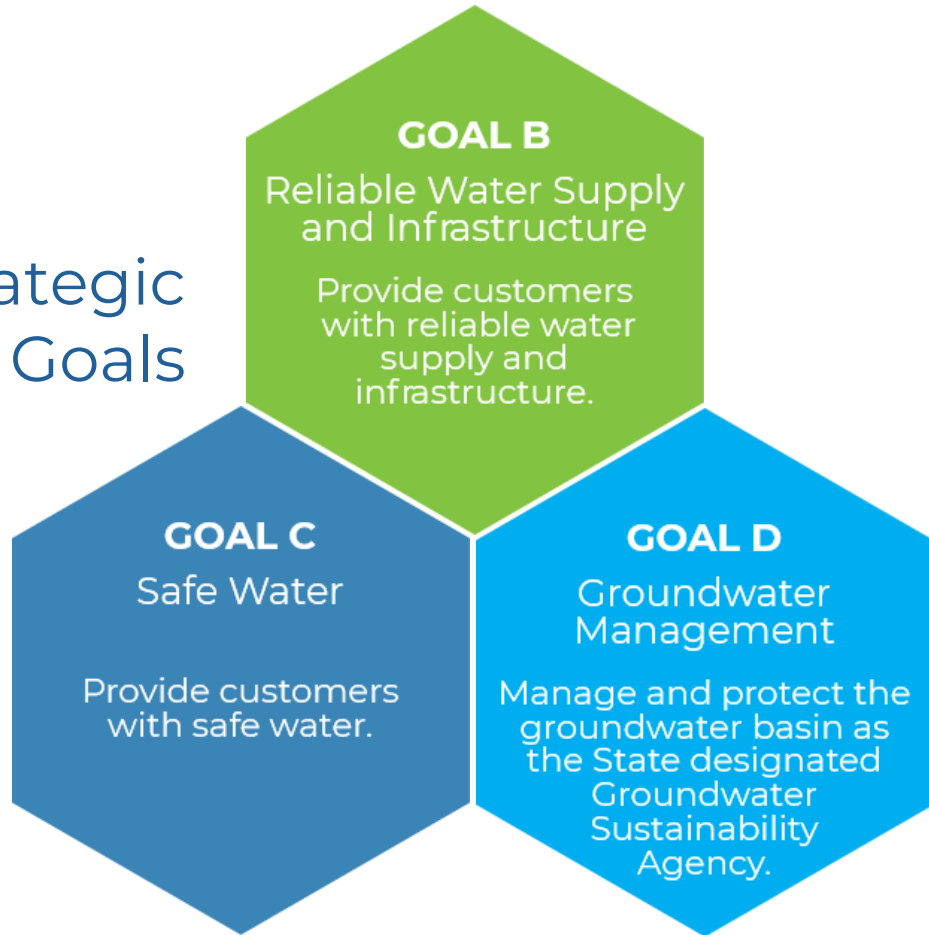 ategic
Goals
GOAL B
Reliable Water Supply
and Infrastructure
Provide customers
with reliable water
supply and
infrastructure.
GOAL C
Safe Water
Provide customers
with safe water.
GOAL D
Groundwater
Management
Manage and protect the
groundwater basin as
the State designated
Groundwater
Sustainability
Agency.